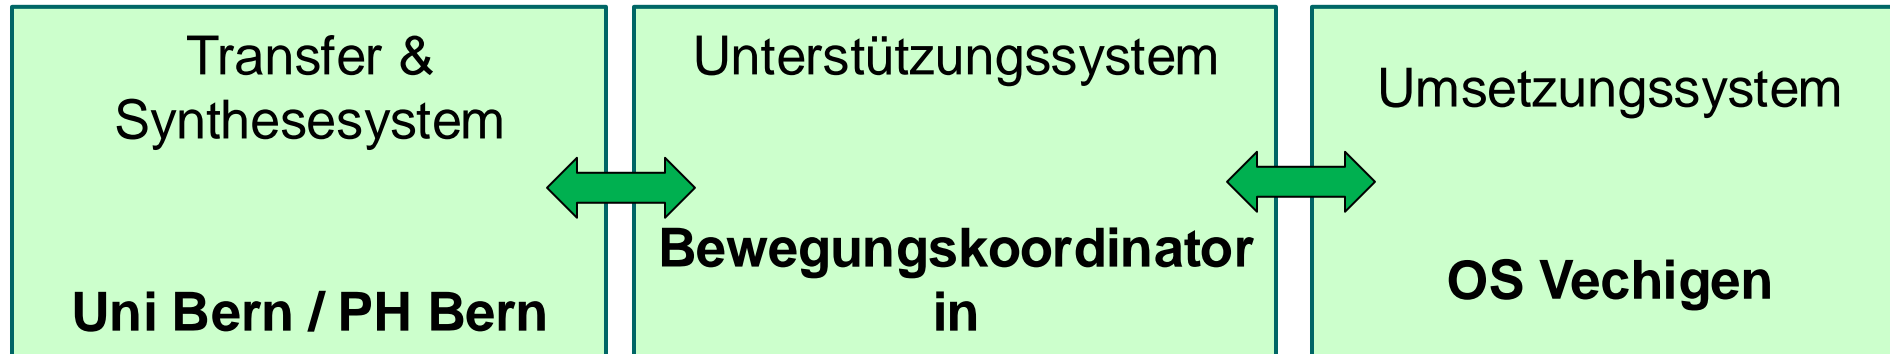 Transfer &
Synthesesystem
Uni Bern / PH Bern
Unterstützungssystem
Bewegungskoordinator
in
Umsetzungssystem
OS Vechigen